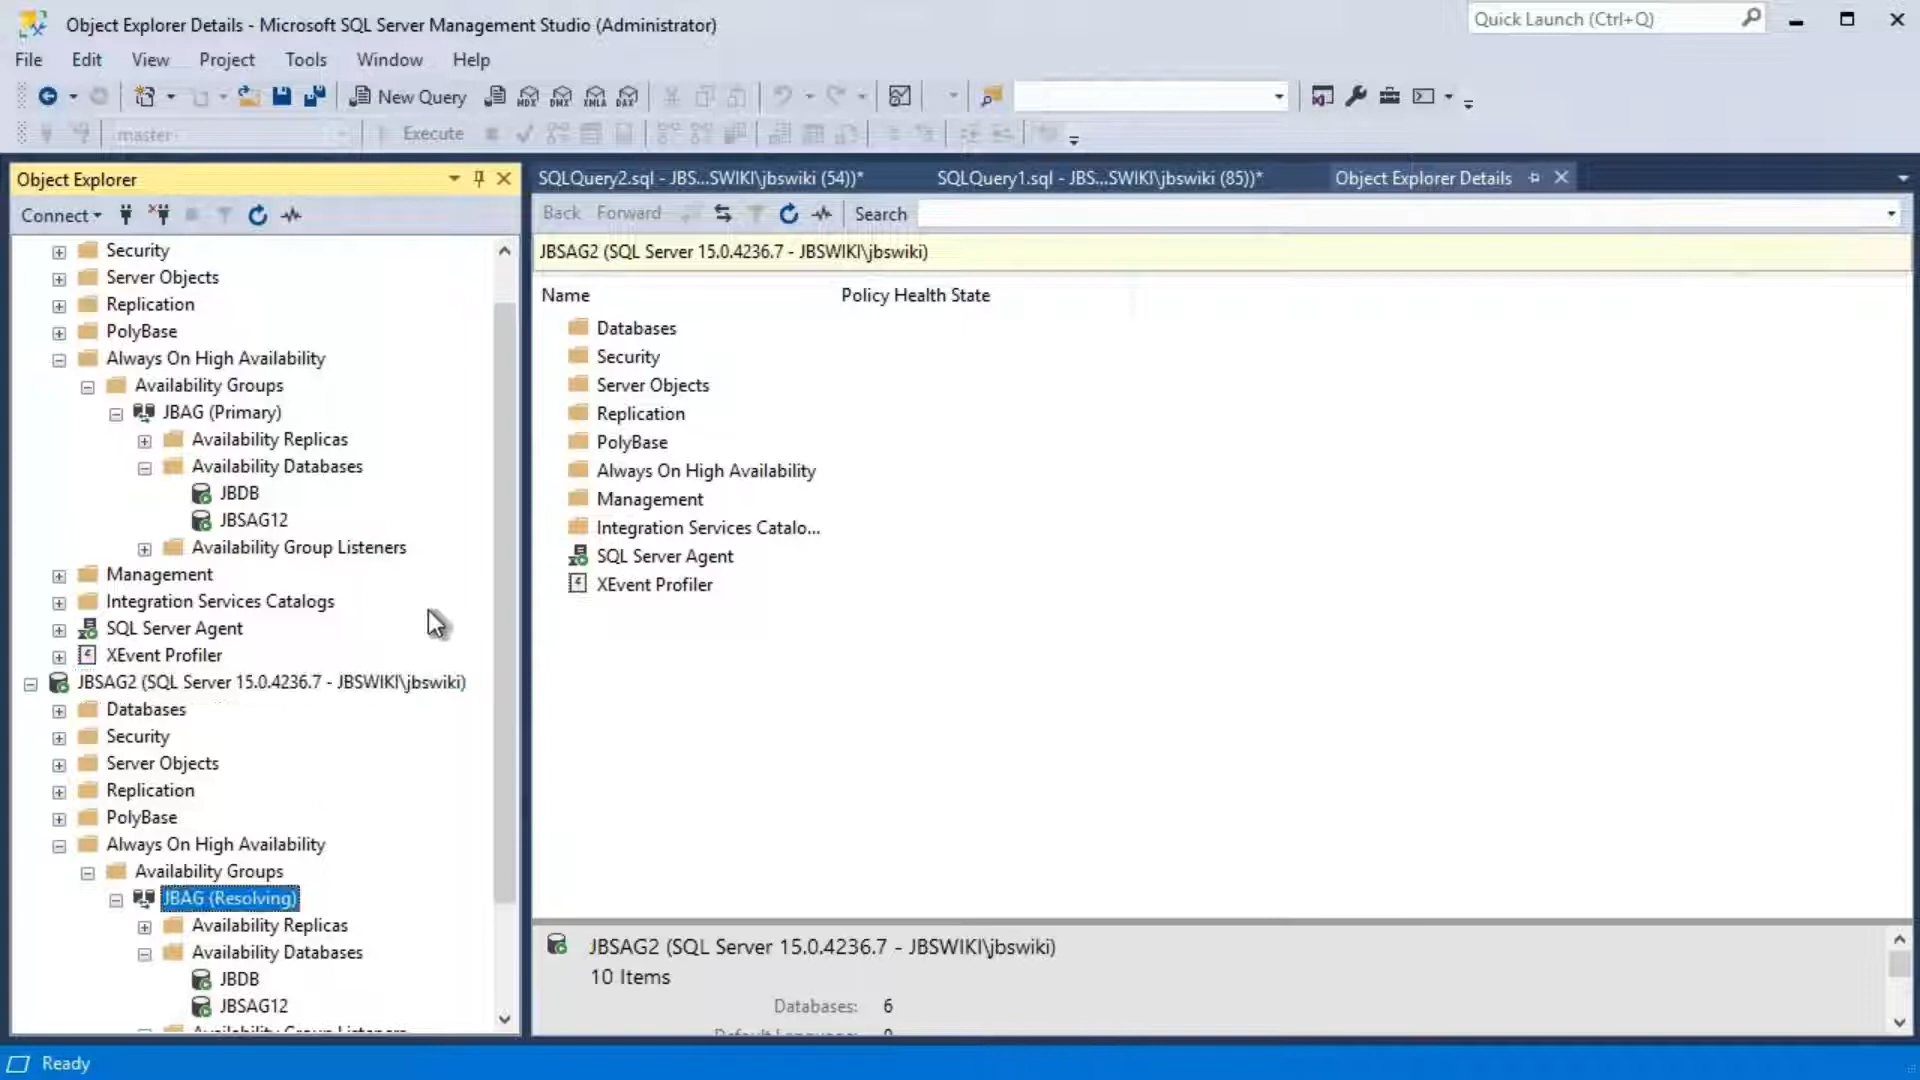 Object Explorer Details - Microsoft SQL Server Management Studio (Administrator)
Quick Launch (Ctrl+Q)
File Edit View Project Tools Window Help
New Query MDX DMX XMLA DAX
master
Execute
Object Explorer
Connect
Security
Server Objects
Replication
PolyBase
Always On High Availability
Availability Groups
JBAG (Primary)
Availability Replicas
Availability Databases
JBDB
JBSAG12
Availability Group Listeners
Management
Integration Services Catalogs
SQL Server Agent
XEvent Profiler
JBSAG2 (SQL Server 15.0.4236.7 - JBSWIKI\jbswiki)
Databases
Security
Server Objects
Replication
PolyBase
Always On High Availability
Availability Groups
JBAG (Resolving)
Availability Replicas
Availability Databases
JBDB
JBSAG12
Availability Group Listeners
SQLQuery2.sql - JBS...SWIKI\jbswiki (54))*
SQLQuery1.sql - JBS...SWIKI\jbswiki (85))*
Object Explorer Details
Back Forward Search
JBSAG2 (SQL Server 15.0.4236.7 - JBSWIKI\jbswiki)
Name Policy Health State
Databases
Security
Server Objects
Replication
PolyBase
Always On High Availability
Management
Integration Services Catalo...
SQL Server Agent
XEvent Profiler
JBSAG2 (SQL Server 15.0.4236.7 - JBSWIKI\jbswiki)
10 Items
Databases: 6
Ready